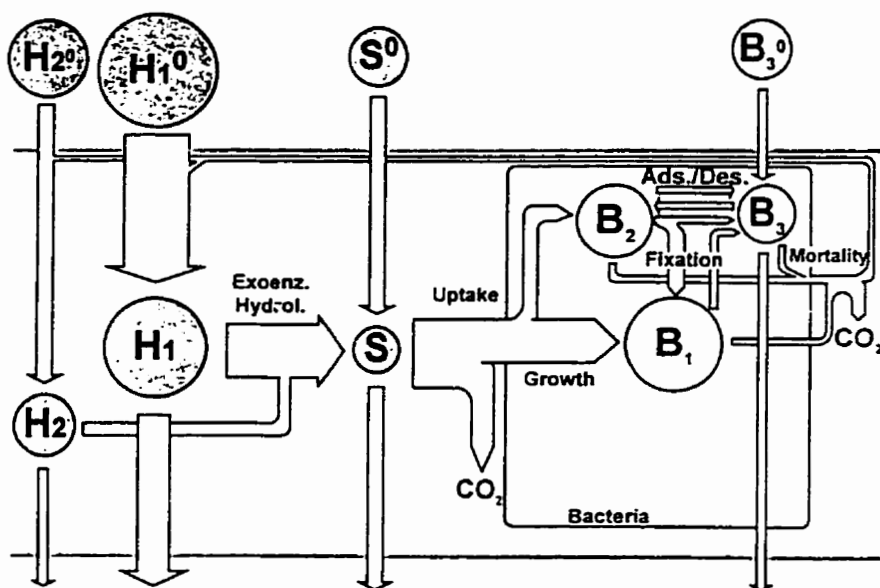 H₂⁰
H₁⁰
S⁰
B₃⁰
Ads./Des.
B₂
B₃
Fixation
Mortality
Exoenz.
Hydrol.
Uptake
H₁
S
B₁
CO₂
Growth
H₂
CO₂
Bacteria